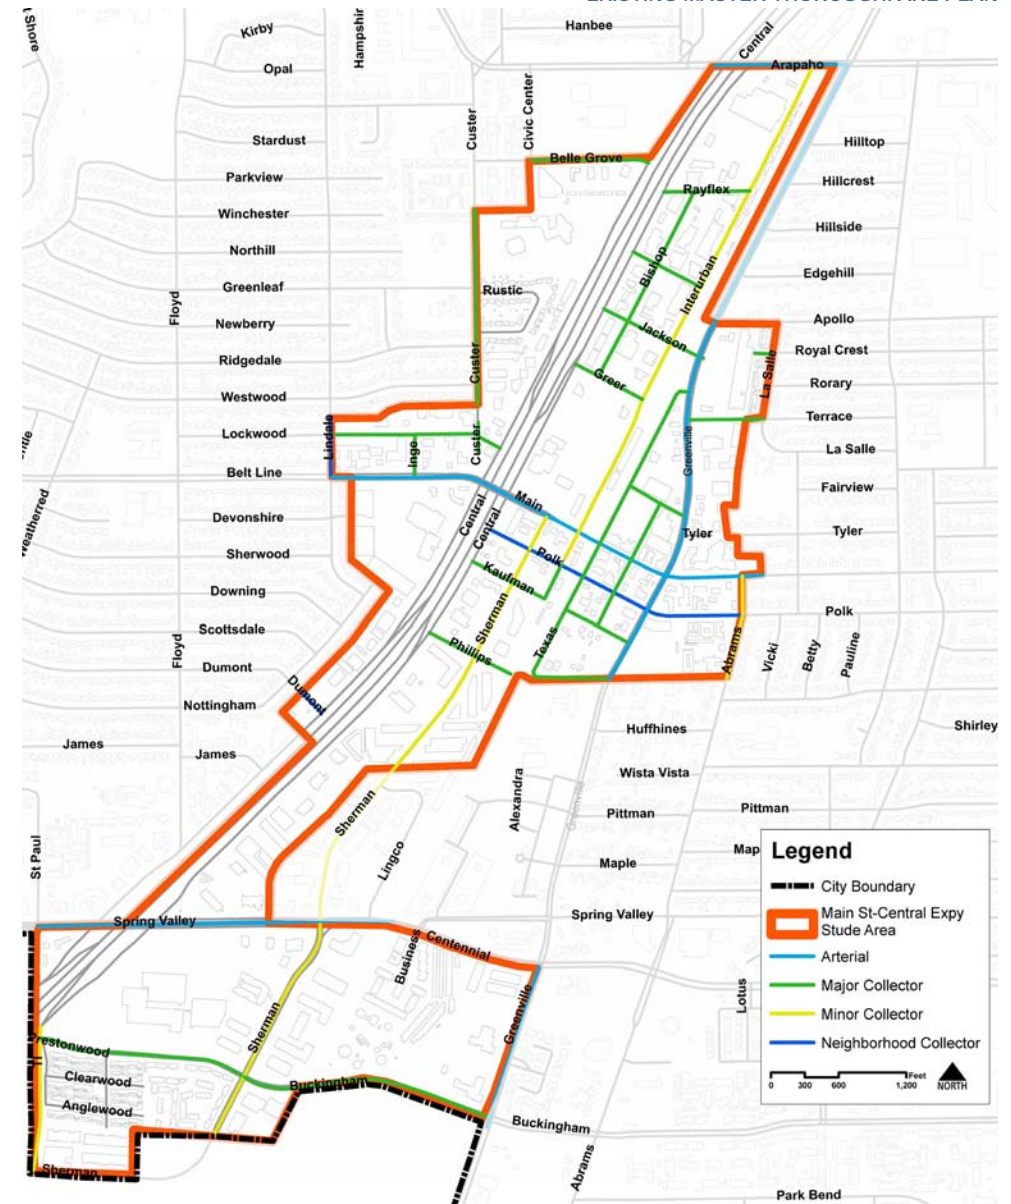 EXISTING MASTER THOROUGHFARE PLAN
Shore
Kirby
Hampshir
Hanbee
Central
Opal
Arapaho
Custer
Civic Center
Stardust
Hilltop
Belle Grove
Parkview
Hillcrest
Rayflex
Winchester
Hillside
Northill
Bishop
Edgehill
Interurban
Greenleaf
Rustic
Floyd
Newberry
Apollo
Jackson
Royal Crest
Ridgedale
Custer
La Salle
Greer
Rorary
Westwood
Terrace
Lindale
Lockwood
Custer
Inge
Greenville
La Salle
Belt Line
Fairview
Main
Weatherred
Central
Central
Devonshire
Tyler
Tyler
Sherwood
Polk
Kaufman
Downing
Polk
Sherman
Scottsdale
Texas
Abrams
Vicki
Betty
Pauline
Floyd
Phillips
Dumont
Dumont
Nottingham
Huffhines
Shirley
James
James
Wista Vista
Alexandra
Greenville
Pittman
Pittman
Sherman
St Paul
Lingco
Maple
Map
Spring Valley
Spring Valley
Centennial
Business
Lotus
Greenville
Sherman
Prestonwood
Clearwood
Buckingham
Anglewood
Buckingham
Sherman
Abrams
Park Bend
Legend
City Boundary
Main St-Central Expy
Stude Area
Arterial
Major Collector
Minor Collector
Neighborhood Collector
Feet
0 300 600 1,200
NORTH